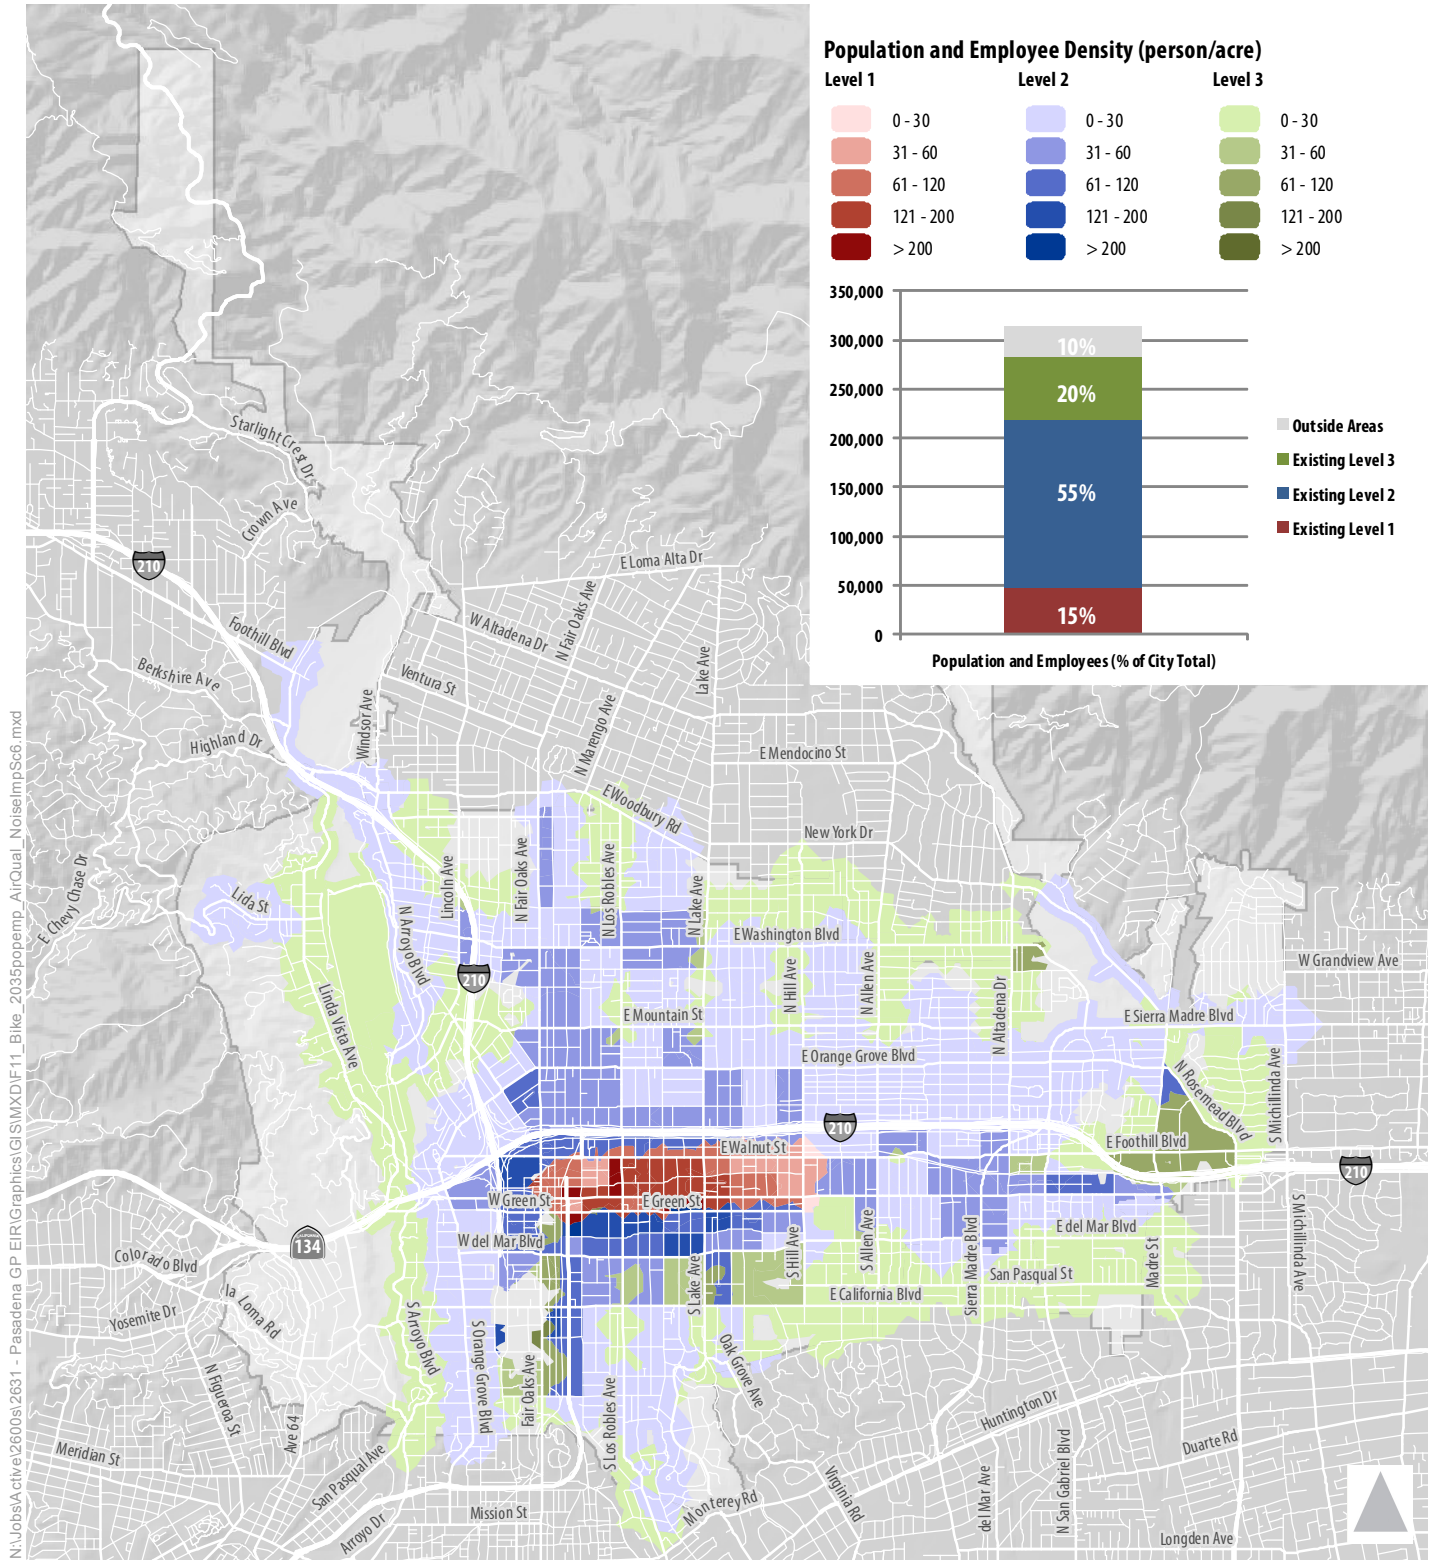 Population and Employee Density (person/acre)
Level 1
Level 2
Level 3
0 - 30
0 - 30
0 - 30
31 - 60
31 - 60
31 - 60
61 - 120
61 - 120
61 - 120
121 - 200
121 - 200
121 - 200
> 200
> 200
> 200
350,000
300,000
250,000
200,000
150,000
100,000
50,000
0
10%
20%
55%
15%
Outside Areas
Existing Level 3
Existing Level 2
Existing Level 1
Population and Employees (% of City Total)
Starlight Crest Dr
Crown Ave
210
E Loma Alta Dr
N Fair Oaks Ave
W Altadena Dr
Foothill Blvd
Berkshire Ave
Ventura St
Lake Ave
Windsor Ave
N Marengo Ave
Highland Dr
E Mendocino St
E Woodbury Rd
New York Dr
E Chevy Chase Dr
Lida St
Lincoln Ave
N Fair Oaks Ave
N Los Robles Ave
N Lake Ave
N Arroyo Blvd
E Washington Blvd
W Grandview Ave
210
N Hill Ave
N Allen Ave
Linda Vista Ave
N Altadena Dr
E Mountain St
E Sierra Madre Blvd
E Orange Grove Blvd
N Rosemead Blvd
S Michillinda Ave
210
E Walnut St
E Foothill Blvd
210
W Green St
E Green St
134
W del Mar Blvd
E del Mar Blvd
Colorado Blvd
S Hill Ave
S Allen Ave
Sierra Madre Blvd
Madre St
S Michillinda Ave
San Pasqual St
S Lake Ave
E California Blvd
la Loma Rd
Yosemite Dr
S Arroyo Blvd
S Orange Grove Blvd
Fair Oaks Ave
Oak Grove Ave
N Figueroa St
Ave 64
S Los Robles Ave
Huntington Dr
Meridian St
San Pasqual Ave
Duarte Rd
N San Gabriel Blvd
del Mar Ave
Virginia Rd
Monterey Rd
Mission St
Arroyo Dr
Longden Ave
N:\Jobs\Active\2600s\2631 - Pasadena GP EIR\Graphics\GIS\MXD\F11_Bike_2035popemp_AirQual_NoiseImpSc6.mxd